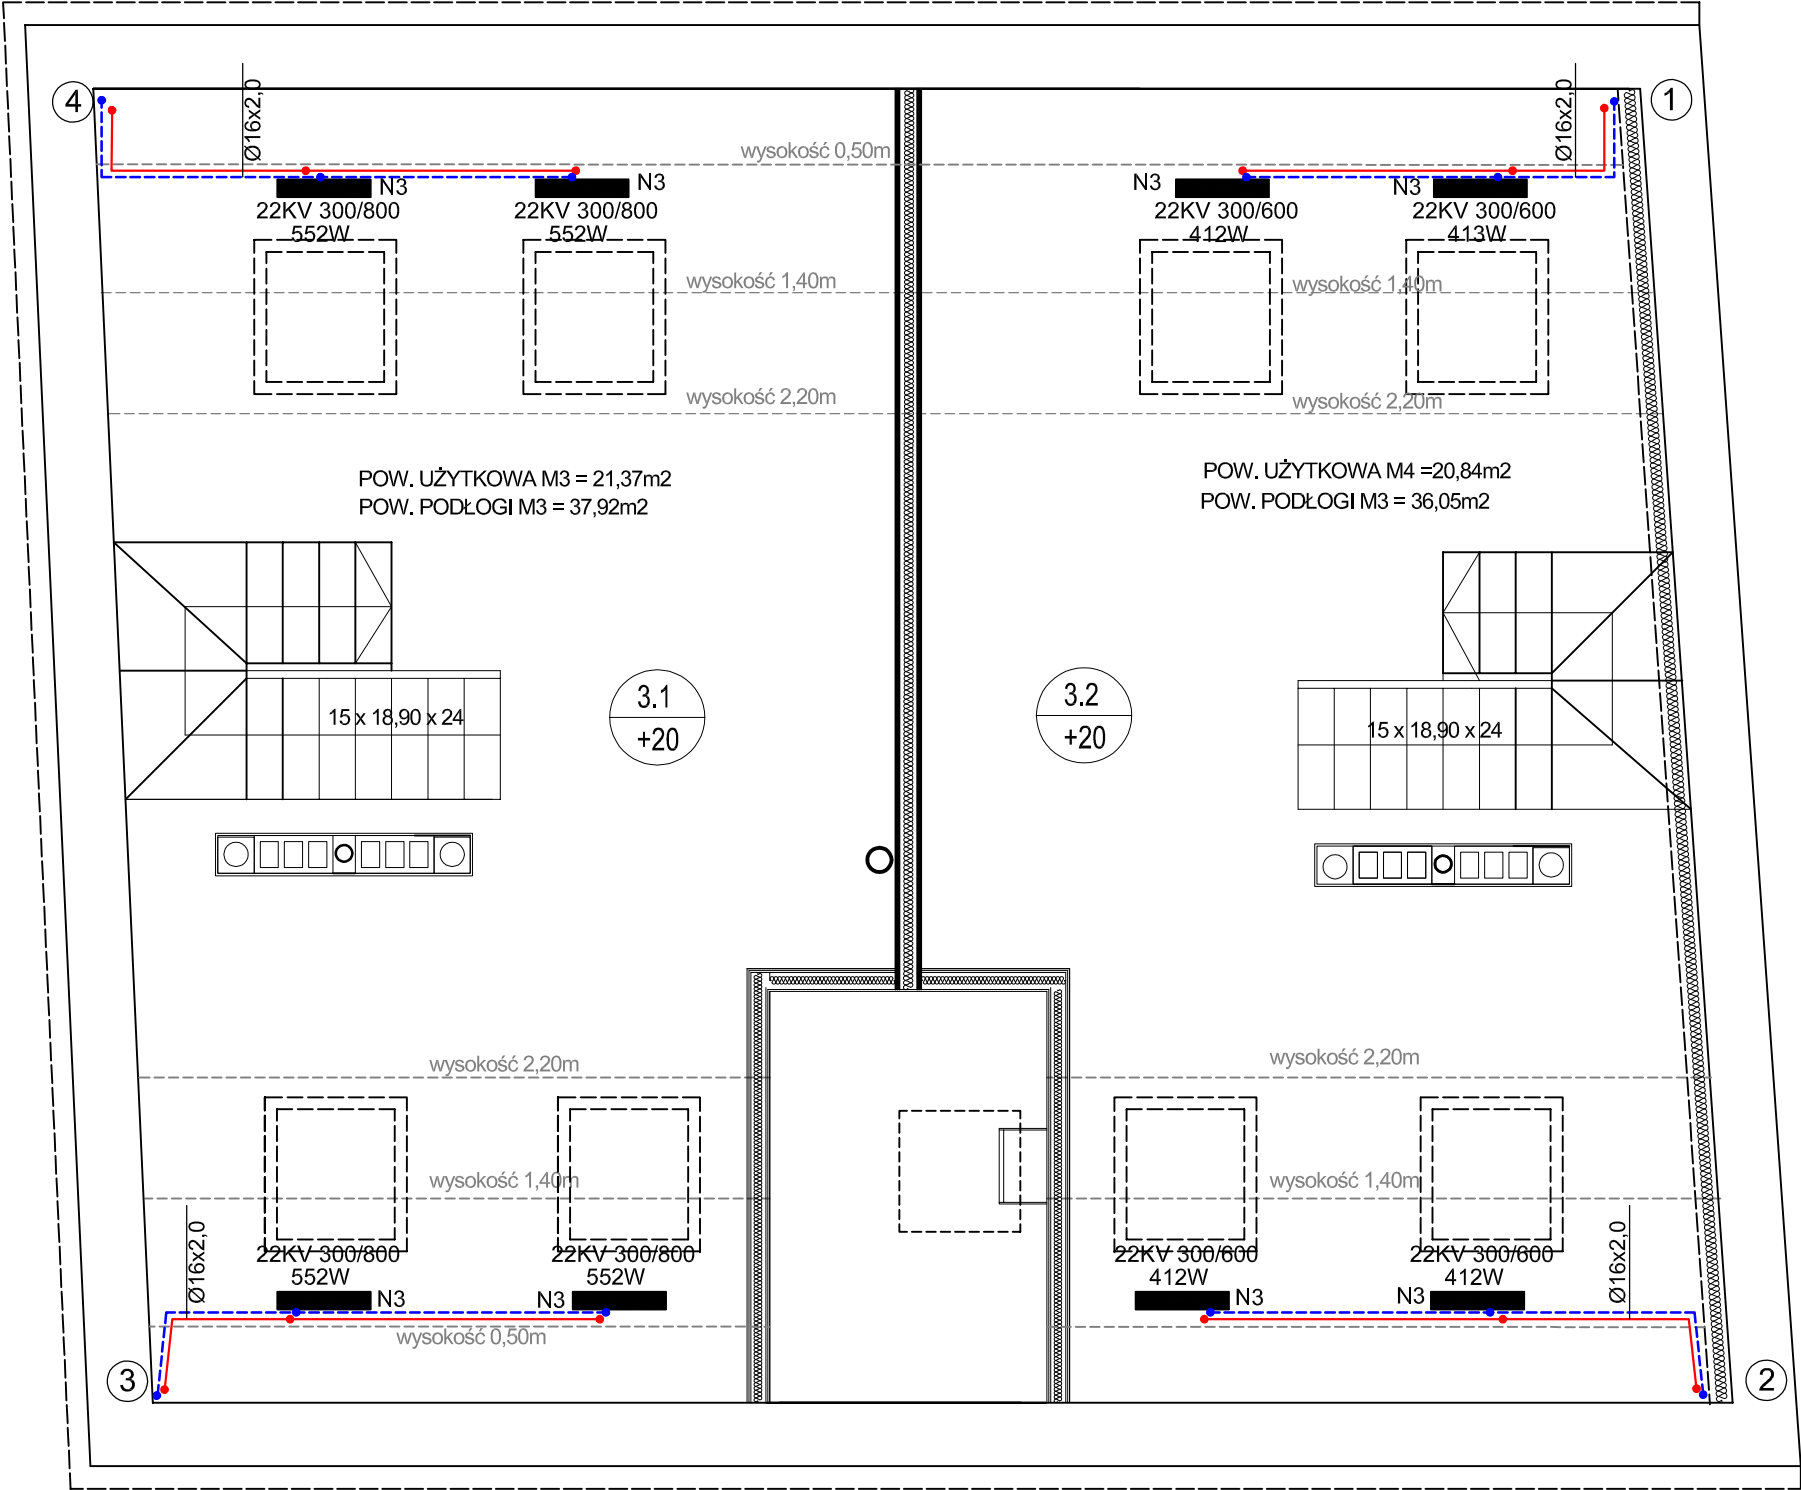 4
Ø16x2,0
Ø16x2,0
1
wysokość 0,50m
N3
N3
N3
N3
22KV 300/800
22KV 300/800
22KV 300/600
22KV 300/600
552W
552W
412W
413W
wysokość 1,40m
wysokość 1,40m
wysokość 2,20m
wysokość 2,20m
POW. UŻYTKOWA M3 = 21,37m2
POW. PODŁOGI M3 = 37,92m2
POW. UŻYTKOWA M4 =20,84m2
POW. PODŁOGI M3 = 36,05m2
3.1
+20
3.2
+20
15 x 18,90 x 24
15 x 18,90 x 24
wysokość 2,20m
wysokość 2,20m
wysokość 1,40m
wysokość 1,40m
Ø16x2,0
Ø16x2,0
22KV 300/800
22KV 300/800
22KV 300/600
22KV 300/600
552W
552W
412W
412W
N3
N3
N3
N3
wysokość 0,50m
3
2